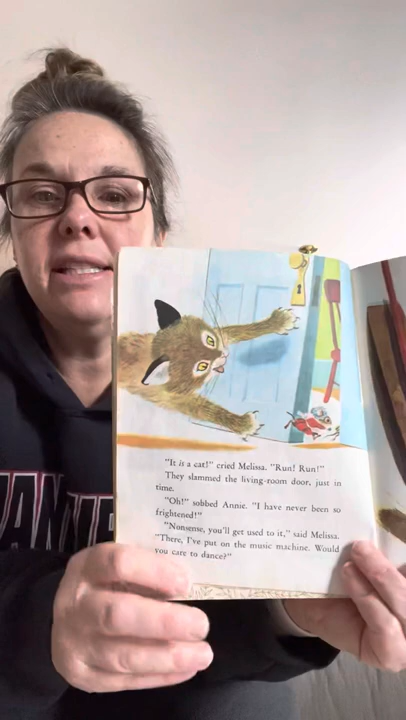 "It is a cat!" cried Melissa. "Run! Run!"
They slammed the living-room door, just in
time.
"Oh!" sobbed Annie. "I have never been so
frightened!"
"Nonsense, you'll get used to it," said Melissa.
"There, I've put on the music machine. Would
you care to dance?"